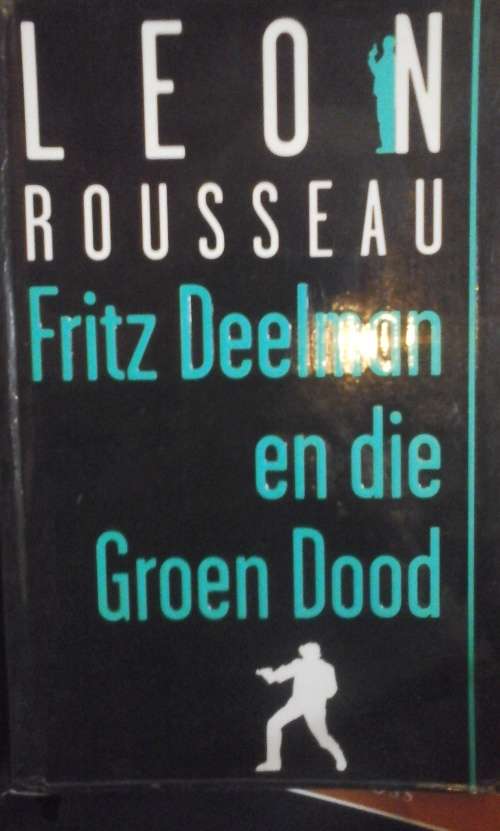 LEON
ROUSSEAU
Fritz Deelman
en die
Groen Dood